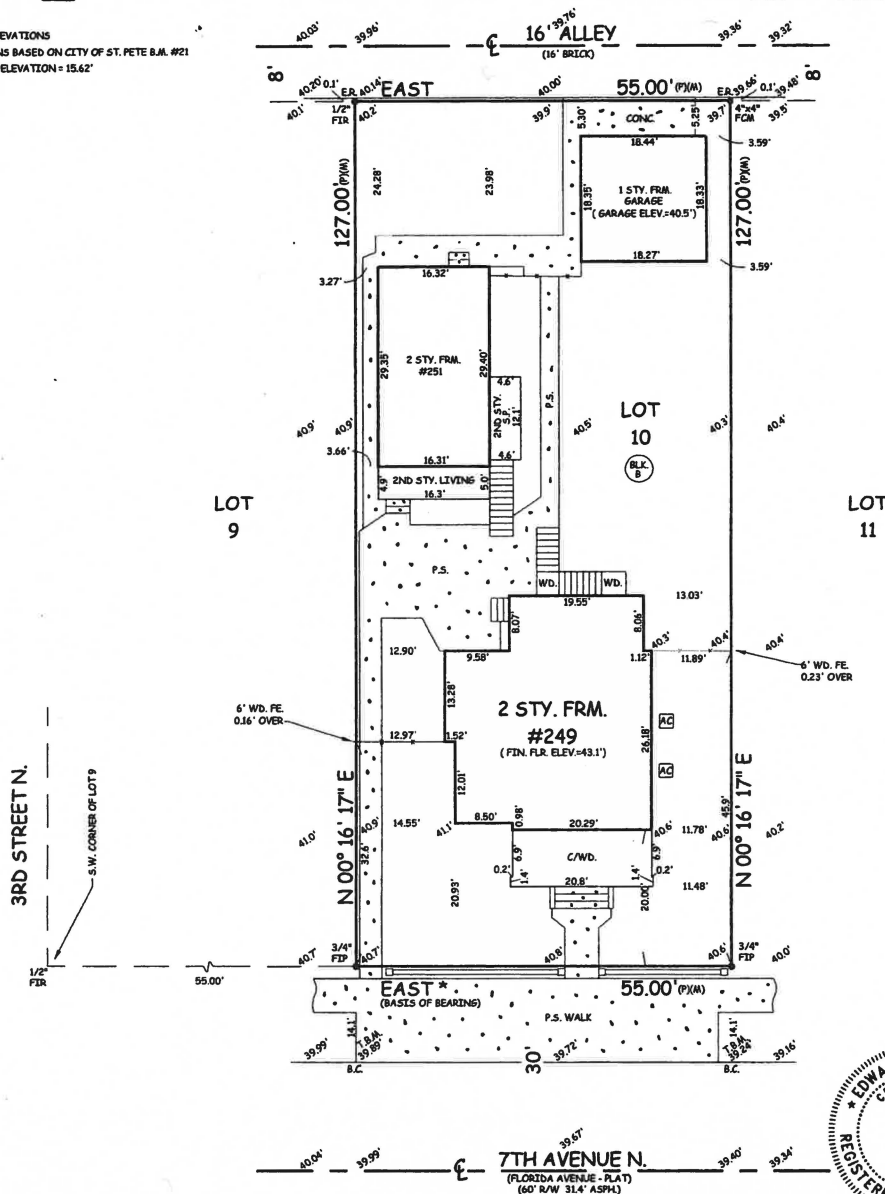 EVATIONS
NS BASED ON CITY OF ST. PETE B.M. #21
ELEVATION = 15.62'
40.03'
39.96'
39.76'
39.36'
39.32'
16' ALLEY
(16' BRICK)
8'
8'
40.20'
0.1'
E.R.
40.14'
EAST
40.00'
55.00' (P)(M)
E.R.
39.66'
0.1'
39.48'
40.1'
1/2"
FIR
40.2'
39.9'
5.30'
CONC.
5.25'
39.7'
4"x4"
FCM
39.5'
18.44'
3.59'
127.00' (P)(M)
24.28'
23.98'
18.35'
1 STY. FRM.
GARAGE
( GARAGE ELEV.=40.5')
18.33'
127.00' (P)(M)
18.27'
3.59'
3.27'
16.32'
29.35'
2 STY. FRM.
#251
29.40'
4.6'
2ND STY.
S.P.
12.1'
4.6'
P.S.
40.9'
40.9'
40.5'
LOT
10
BLK.
B
40.3'
40.4'
3.66'
16.31'
4.9'
2ND STY. LIVING
5.0'
16.3'
LOT
9
LOT
11
P.S.
WD.
WD.
19.55'
13.03'
8.07'
8.06'
12.90'
9.58'
1.12'
40.3'
11.89'
40.4'
40.4'
6' WD. FE.
0.23' OVER
13.28'
2 STY. FRM.
#249
( FIN. FLR. ELEV.=43.1')
26.18'
AC
AC
6' WD. FE.
0.16' OVER
12.97'
1.52'
12.01'
3RD STREET N.
S.W. CORNER OF LOT 9
N 00° 16' 17" E
N 00° 16' 17" E
45.9'
41.0'
40.9'
32.6'
14.55'
41.1'
8.50'
0.98'
20.29'
40.6'
11.78'
40.6'
40.2'
6.9'
C/WD.
6.9'
0.2'
1.4'
20.8'
1.4'
0.2'
20.93'
20.00'
11.48'
1/2"
FIR
55.00'
40.7'
3/4"
FIP
40.7'
40.8'
40.6'
3/4"
FIP
40.0'
EAST *
(BASIS OF BEARING)
55.00' (P)(M)
P.S. WALK
14.1'
14.1'
39.99'
T.B.M.
39.89'
39.72'
T.B.M.
39.24'
39.16'
B.C.
30'
B.C.
39.67'
40.04'
39.99'
7TH AVENUE N.
39.40'
39.34'
(FLORIDA AVENUE - PLAT)
(60' R/W 31.4' ASPH.)
* EDWA
REGISTERE